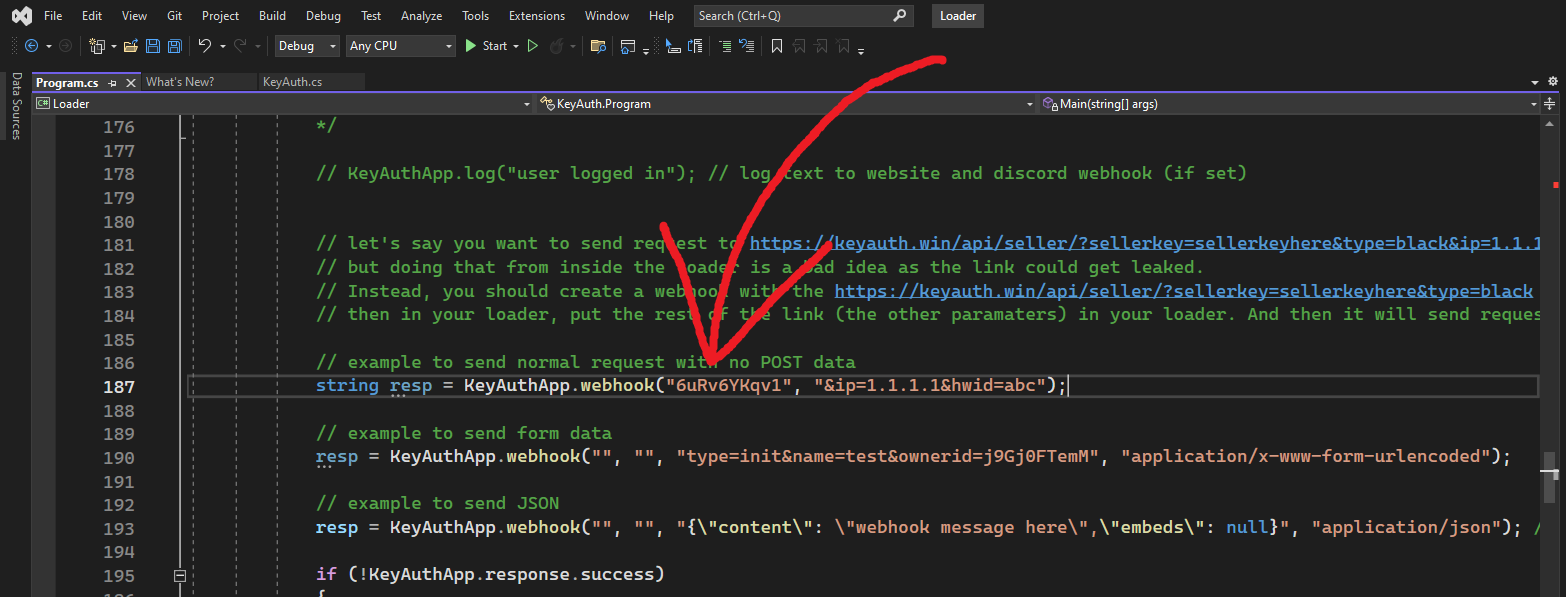 File Edit View Git Project Build Debug Test Analyze Tools Extensions Window Help Search (Ctrl+Q) Loader
Debug Any CPU Start
Data Sources
Program.cs What's New? KeyAuth.cs
C# Loader KeyAuth.Program Main(string[] args)
176 */
177
178 // KeyAuthApp.log("user logged in"); // log text to website and discord webhook (if set)
179
180
181 // let's say you want to send request to https://keyauth.win/api/seller/?sellerkey=sellerkeyhere&type=black&ip=1.1.1
182 // but doing that from inside the loader is a bad idea as the link could get leaked.
183 // Instead, you should create a webhook with the https://keyauth.win/api/seller/?sellerkey=sellerkeyhere&type=black
184 // then in your loader, put the rest of the link (the other paramaters) in your loader. And then it will send reques
185
186 // example to send normal request with no POST data
187 string resp = KeyAuthApp.webhook("6uRv6YKqv1", "&ip=1.1.1.1&hwid=abc");
188
189 // example to send form data
190 resp = KeyAuthApp.webhook("", "", "type=init&name=test&ownerid=j9Gj0FTemM", "application/x-www-form-urlencoded");
191
192 // example to send JSON
193 resp = KeyAuthApp.webhook("", "", "{\"content\": \"webhook message here\",\"embeds\": null}", "application/json"); /
194
195 if (!KeyAuthApp.response.success)
{